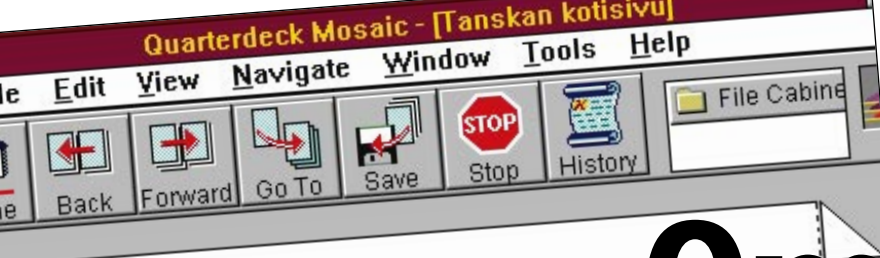 Quarterdeck Mosaic - [Tanskan kotisivu]
Edit View Navigate Window Tools Help
Back Forward Go To Save STOP Stop History File Cabine